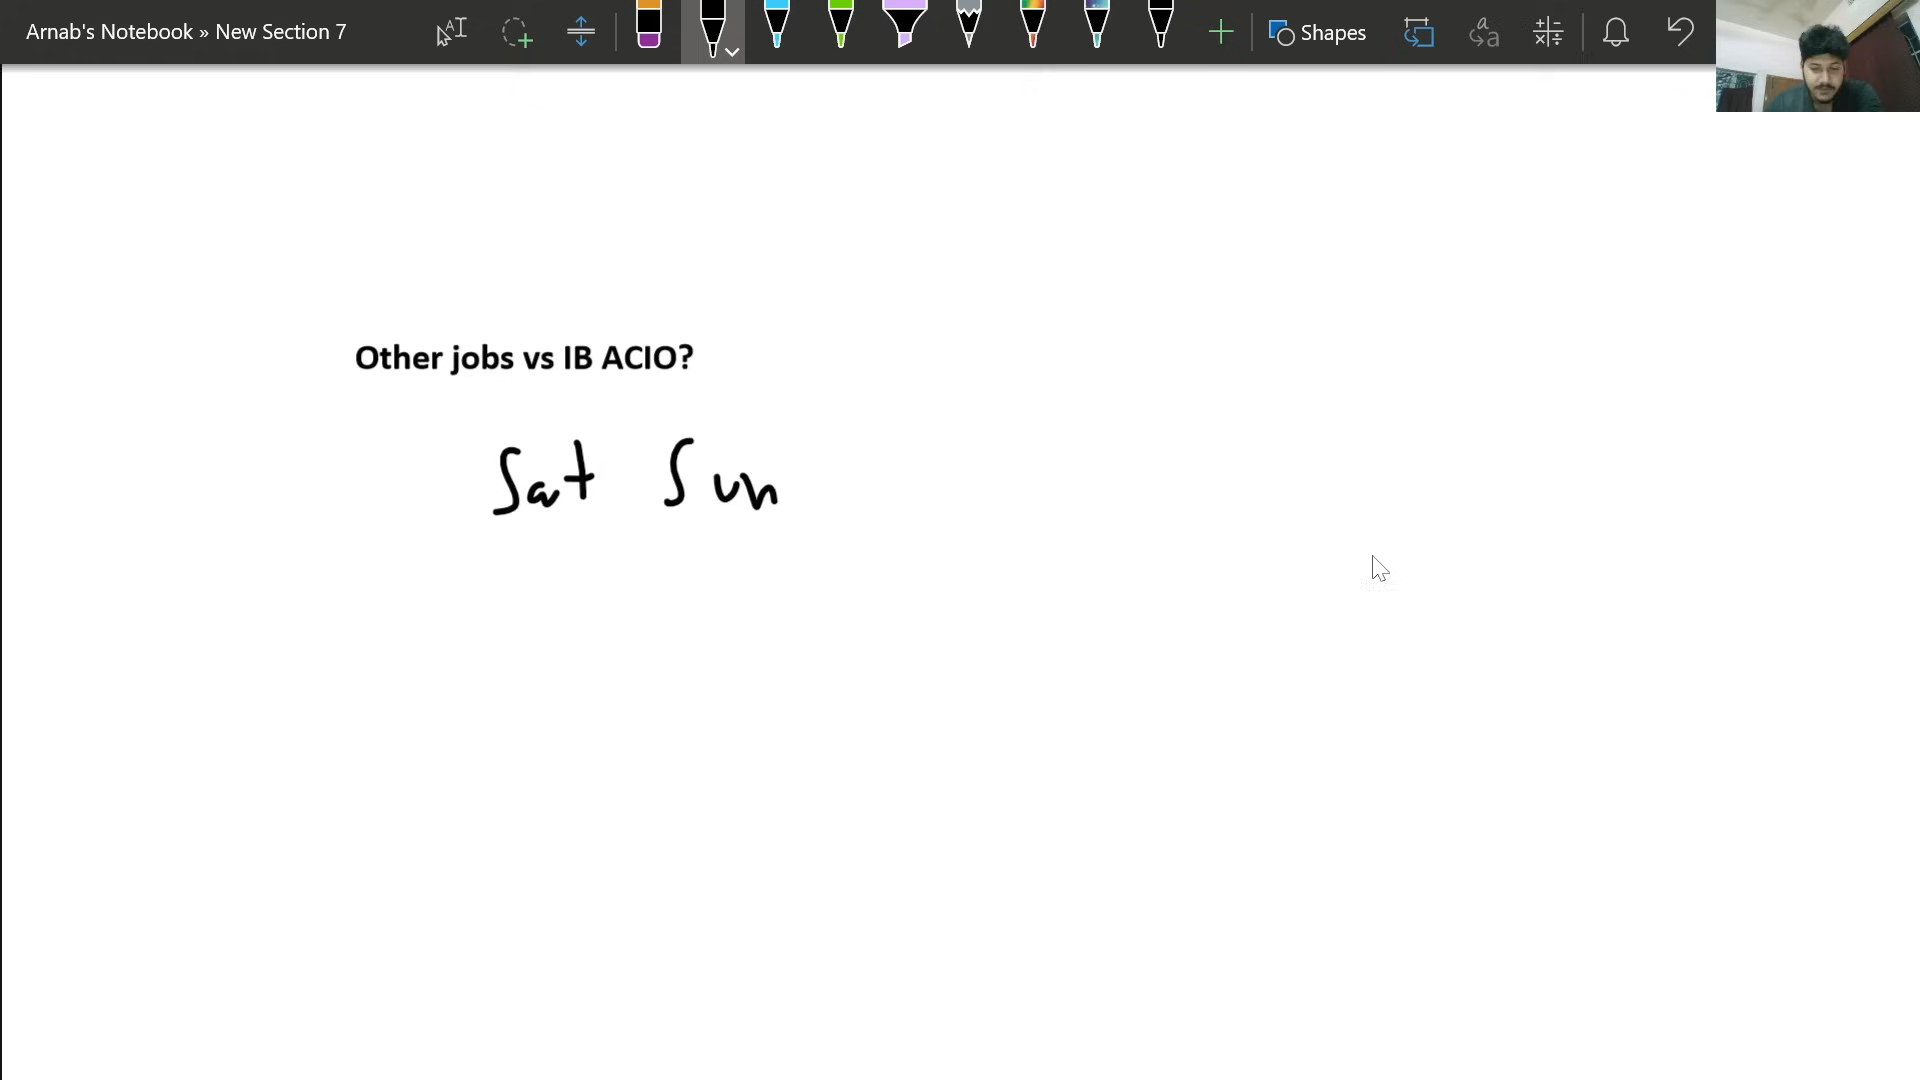 Arnab's Notebook » New Section 7
Shapes
Other jobs vs IB ACIO?
Sat Sun